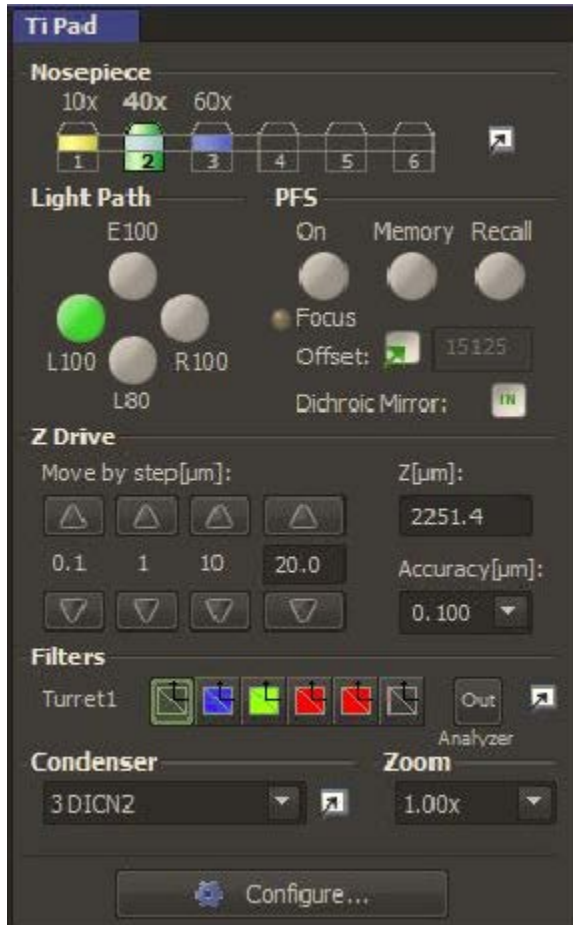 Ti Pad
Nosepiece
10x 40x 60x
1 2 3 4 5 6
Light Path PFS
E100 On Memory Recall
Focus
L100 R100 Offset: 15125
L80 Dichroic Mirror: IN
Z Drive
Move by step[µm]: Z[µm]:
2251.4
0.1 1 10 20.0 Accuracy[µm]:
0.100
Filters
Turret1 Out
Analyzer
Condenser Zoom
3 DICN2 1.00x
Configure...